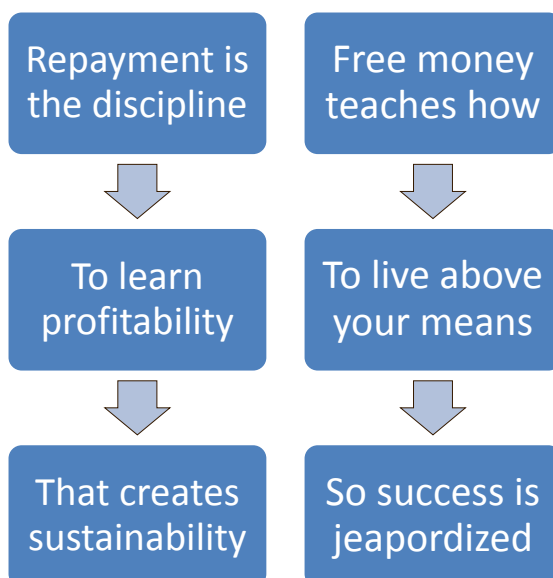 Repayment is
the discipline
To learn
profitability
That creates
sustainability
Free money
teaches how
To live above
your means
So success is
jeapordized